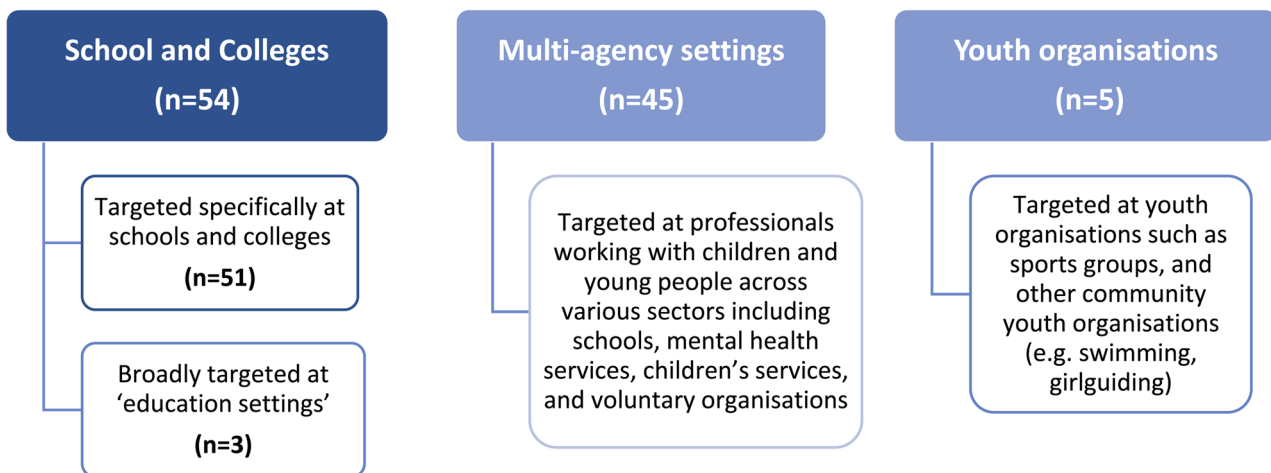 School and Colleges
(n=54)
Targeted specifically at
schools and colleges
(n=51)
Broadly targeted at
‘education settings’
(n=3)
Multi-agency settings
(n=45)
Targeted at professionals
working with children and
young people across
various sectors including
schools, mental health
services, children’s services,
and voluntary organisations
Youth organisations
(n=5)
Targeted at youth
organisations such as
sports groups, and
other community
youth organisations
(e.g. swimming,
girlguiding)